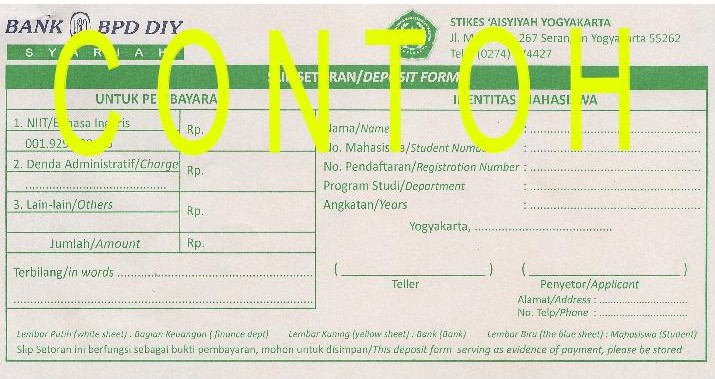 BANK BPD DIY
SYARIAH
STIKES 'AISYIYAH YOGYAKARTA
Jl. 267 Yogyakarta 55262
Telp (0274)
CONTOH
SLIP SETORAN/DEPOSIT FORM
UNTUK PEMBAYARAN
IDENTITAS MAHASISWA
1. NIIT/Bahasa Inggris
Rp.
2. Denda Administratif/Charge
Rp.
3. Lain-lain/Others
Rp.
Jumlah/Amount
Rp.
Terbilang/in words
Nama/Name :
No. Mahasiswa/Student Number :
No. Pendaftaran/Registration Number :
Program Studi/Department :
Angkatan/Years :
Yogyakarta,
( ) ( )
Teller Penyetor/Applicant
Alamat/Address :
No. Telp/Phone :
Lembar Putih (white sheet) : Bagian Keuangan ( finance dept) Lembar Kuning (yellow sheet) : Bank (Bank) Lembar Biru (the blue sheet) : Mahasiswa (Student)
Slip Setoran ini berfungsi sebagai bukti pembayaran, mohon untuk disimpan/This deposit form serving as evidence of payment, please be stored